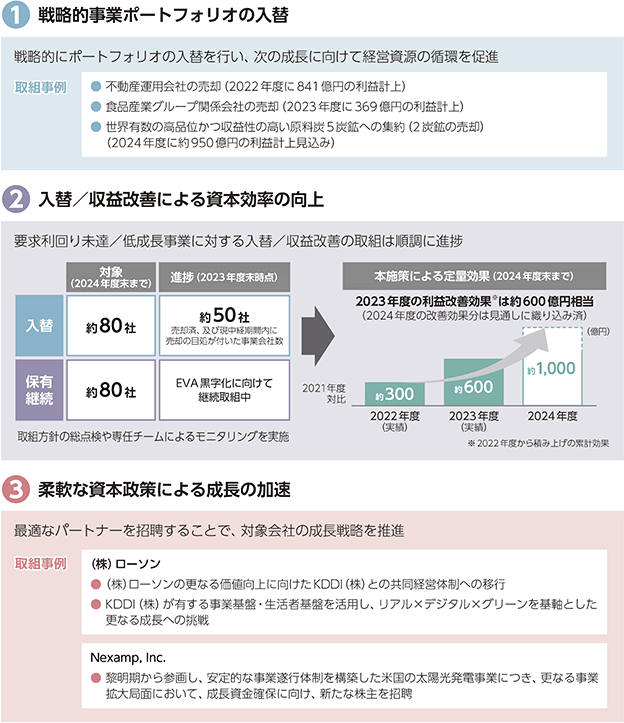 1 戦略的事業ポートフォリオの入替
戦略的にポートフォリオの入替を行い、次の成長に向けて経営資源の循環を促進
取組事例
● 不動産運用会社の売却（2022年度に841億円の利益計上）
● 食品産業グループ関係会社の売却（2023年度に369億円の利益計上）
● 世界有数の高品位かつ収益性の高い原料炭5炭鉱への集約（2炭鉱の売却）
（2024年度に約950億円の利益計上見込み）
2 入替／収益改善による資本効率の向上
要求利回り未達／低成長事業に対する入替／収益改善の取組は順調に進捗
対象
（2024年度末まで）
進捗（2023年度末時点）
入替
約80社
約50社
売却済、及び現中経期間内に
売却の目処が付いた事業会社数
保有
継続
約80社
EVA黒字化に向けて
継続取組中
取組方針の総点検や専任チームによるモニタリングを実施
本施策による定量効果（2024年度末まで）
2023年度の利益改善効果※は約600億円相当
（2024年度の改善効果分は見通しに織り込み済）
（億円）
2021年度
対比
約300
約600
約1,000
2022年度
（実績）
2023年度
（実績）
2024年度
※2022年度から積み上げの累計効果
3 柔軟な資本政策による成長の加速
最適なパートナーを招聘することで、対象会社の成長戦略を推進
取組事例
（株）ローソン
● （株）ローソンの更なる価値向上に向けたKDDI（株）との共同経営体制への移行
● KDDI（株）が有する事業基盤・生活者基盤を活用し、リアル×デジタル×グリーンを基軸とした
更なる成長への挑戦
Nexamp, Inc.
● 黎明期から参画し、安定的な事業遂行体制を構築した米国の太陽光発電事業につき、更なる事業
拡大局面において、成長資金確保に向け、新たな株主を招聘